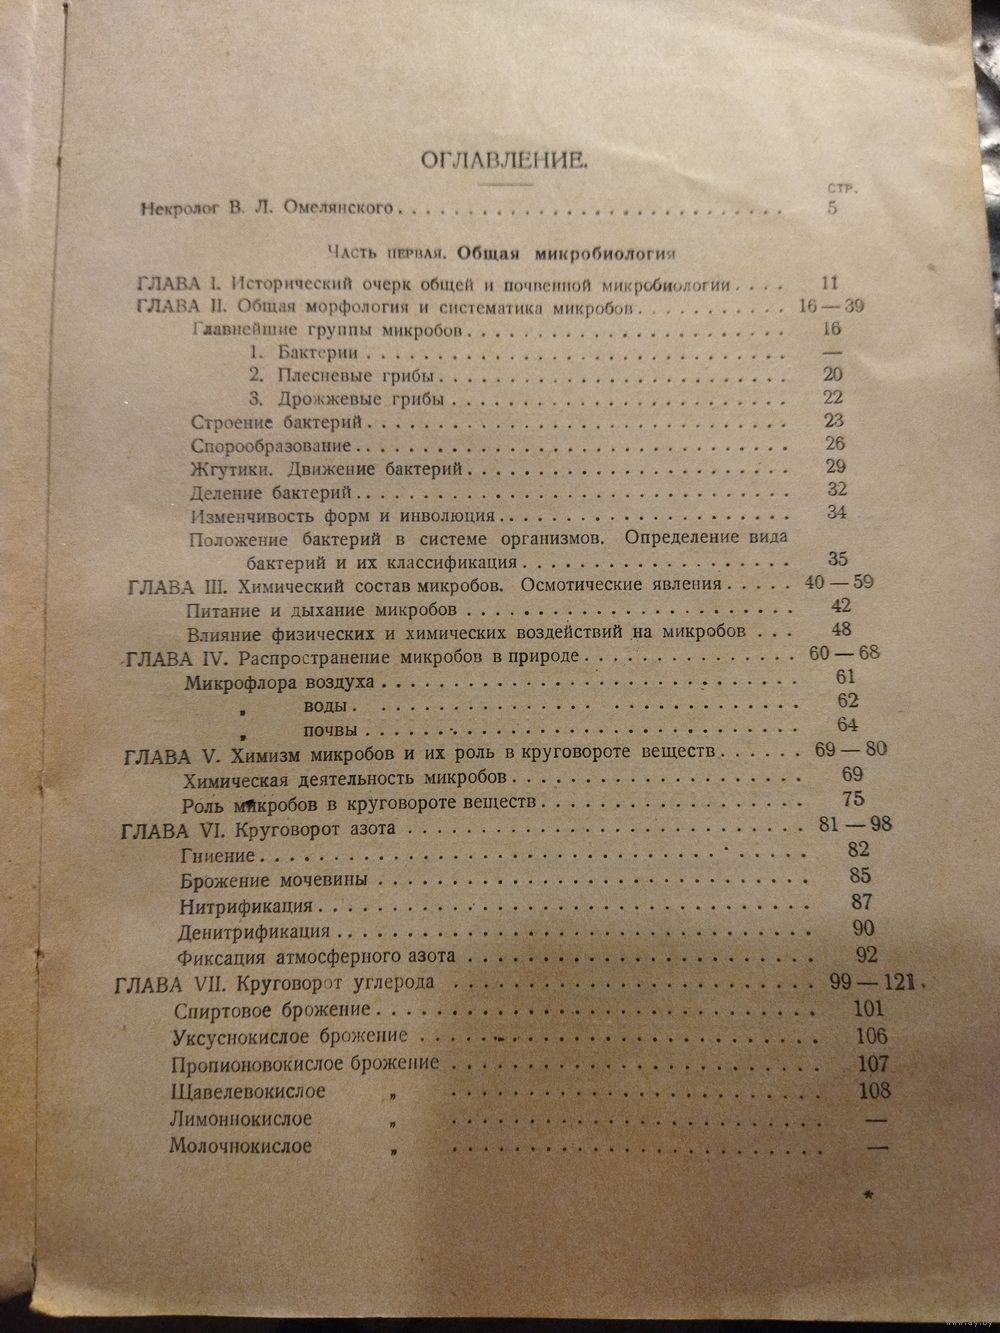 ОГЛАВЛЕНИЕ.
СТР.
Некролог В. Л. Омелянского . . . . . 5
Часть первая. Общая микробиология
ГЛАВА I. Исторический очерк общей и почвенной микробиологии . . . . 11
ГЛАВА II. Общая морфология и систематика микробов . . . . . 16 — 39
Главнейшие группы микробов . . . . . 16
1. Бактерии . . . . . —
2. Плесневые грибы . . . . . 20
3. Дрожжевые грибы . . . . . 22
Строение бактерий . . . . . 23
Спорообразование . . . . . 26
Жгутики. Движение бактерий . . . . . 29
Деление бактерий . . . . . 32
Изменчивость форм и инволюция . . . . . 34
Положение бактерий в системе организмов. Определение вида
бактерий и их классификация . . . . . 35
ГЛАВА III. Химический состав микробов. Осмотические явления . . . . . 40 — 59
Питание и дыхание микробов . . . . . 42
Влияние физических и химических воздействий на микробов . . . 48
ГЛАВА IV. Распространение микробов в природе . . . . . 60 — 68
Микрофлора воздуха . . . . . 61
„ воды . . . . . 62
„ почвы . . . . . 64
ГЛАВА V. Химизм микробов и их роль в круговороте веществ . . . . . 69 — 80
Химическая деятельность микробов . . . . . 69
Роль микробов в круговороте веществ . . . . . 75
ГЛАВА VI. Круговорот азота . . . . . 81 — 98
Гниение . . . . . 82
Брожение мочевины . . . . . 85
Нитрификация . . . . . 87
Денитрификация . . . . . 90
Фиксация атмосферного азота . . . . . 92
ГЛАВА VII. Круговорот углерода . . . . . 99 — 121
Спиртовое брожение . . . . . 101
Уксуснокислое брожение . . . . . 106
Пропионовокислое брожение . . . . . 107
Щавелевокислое „ . . . . . 108
Лимоннокислое „ . . . . . —
Молочнокислое „ . . . . . —
*
www.ay.by